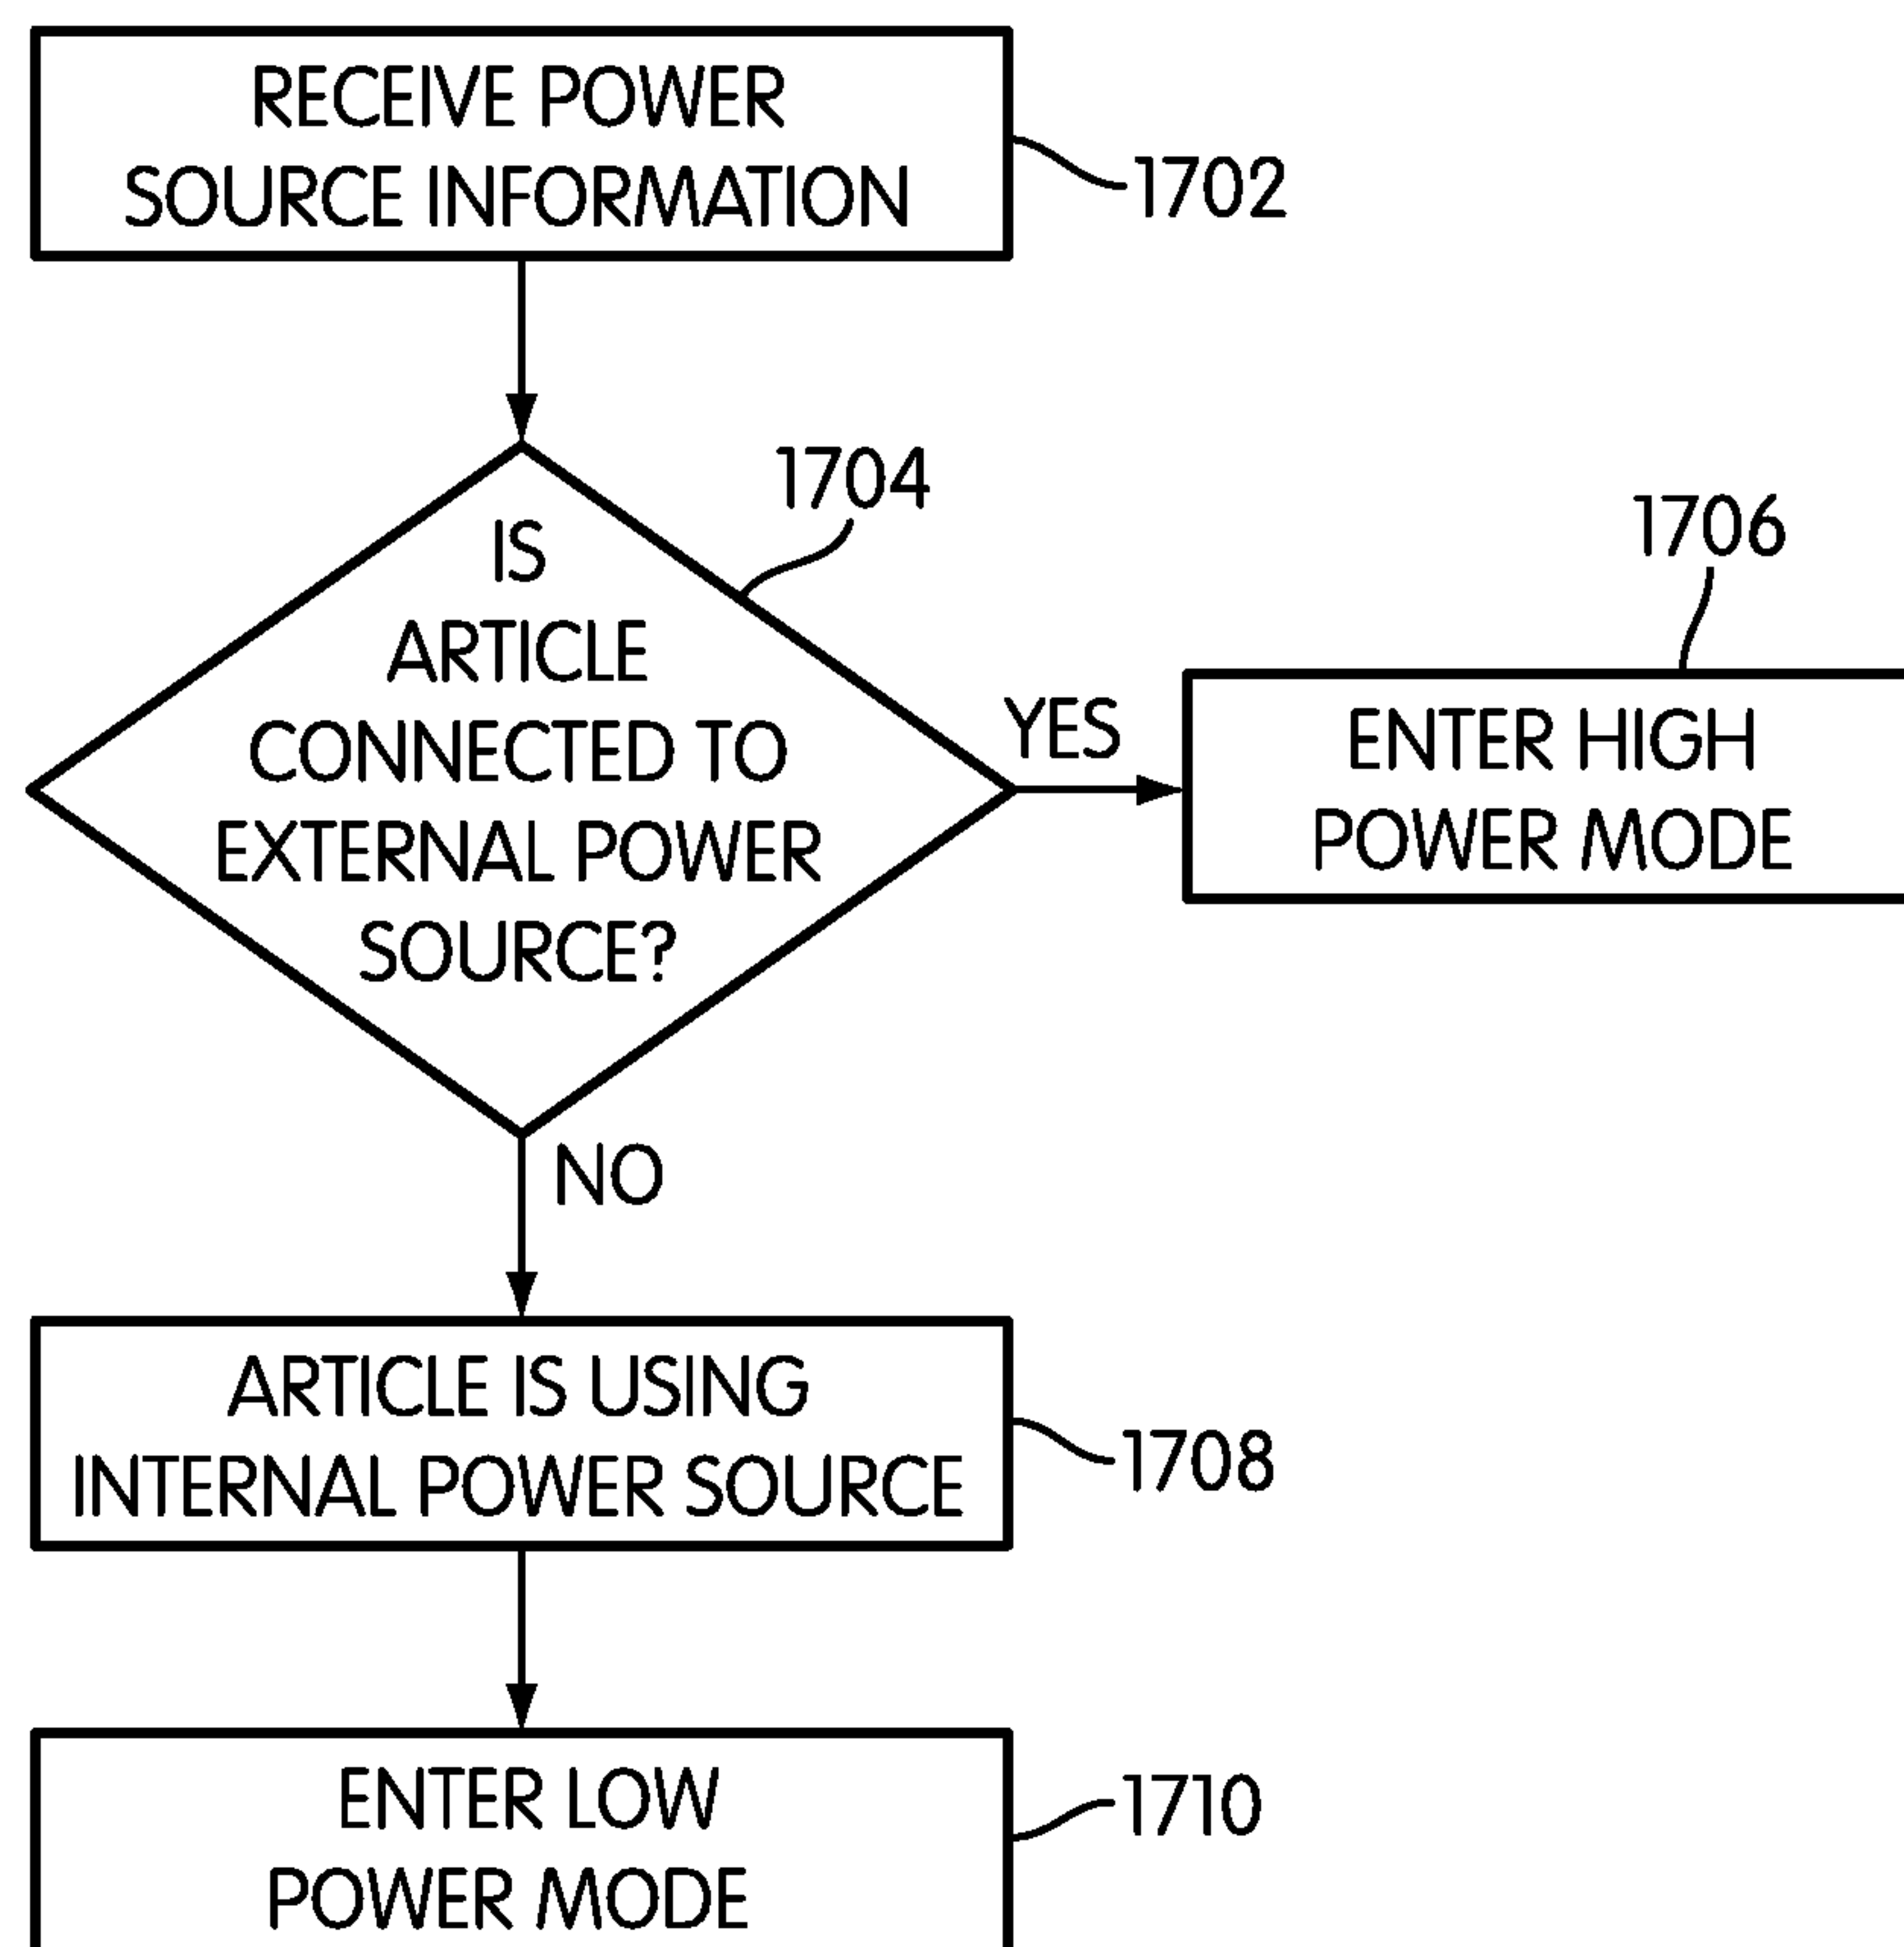 RECEIVE POWER
SOURCE INFORMATION
1702
1704
IS
ARTICLE
CONNECTED TO
EXTERNAL POWER
SOURCE?
YES
1706
ENTER HIGH
POWER MODE
NO
ARTICLE IS USING
INTERNAL POWER SOURCE
1708
ENTER LOW
POWER MODE
1710